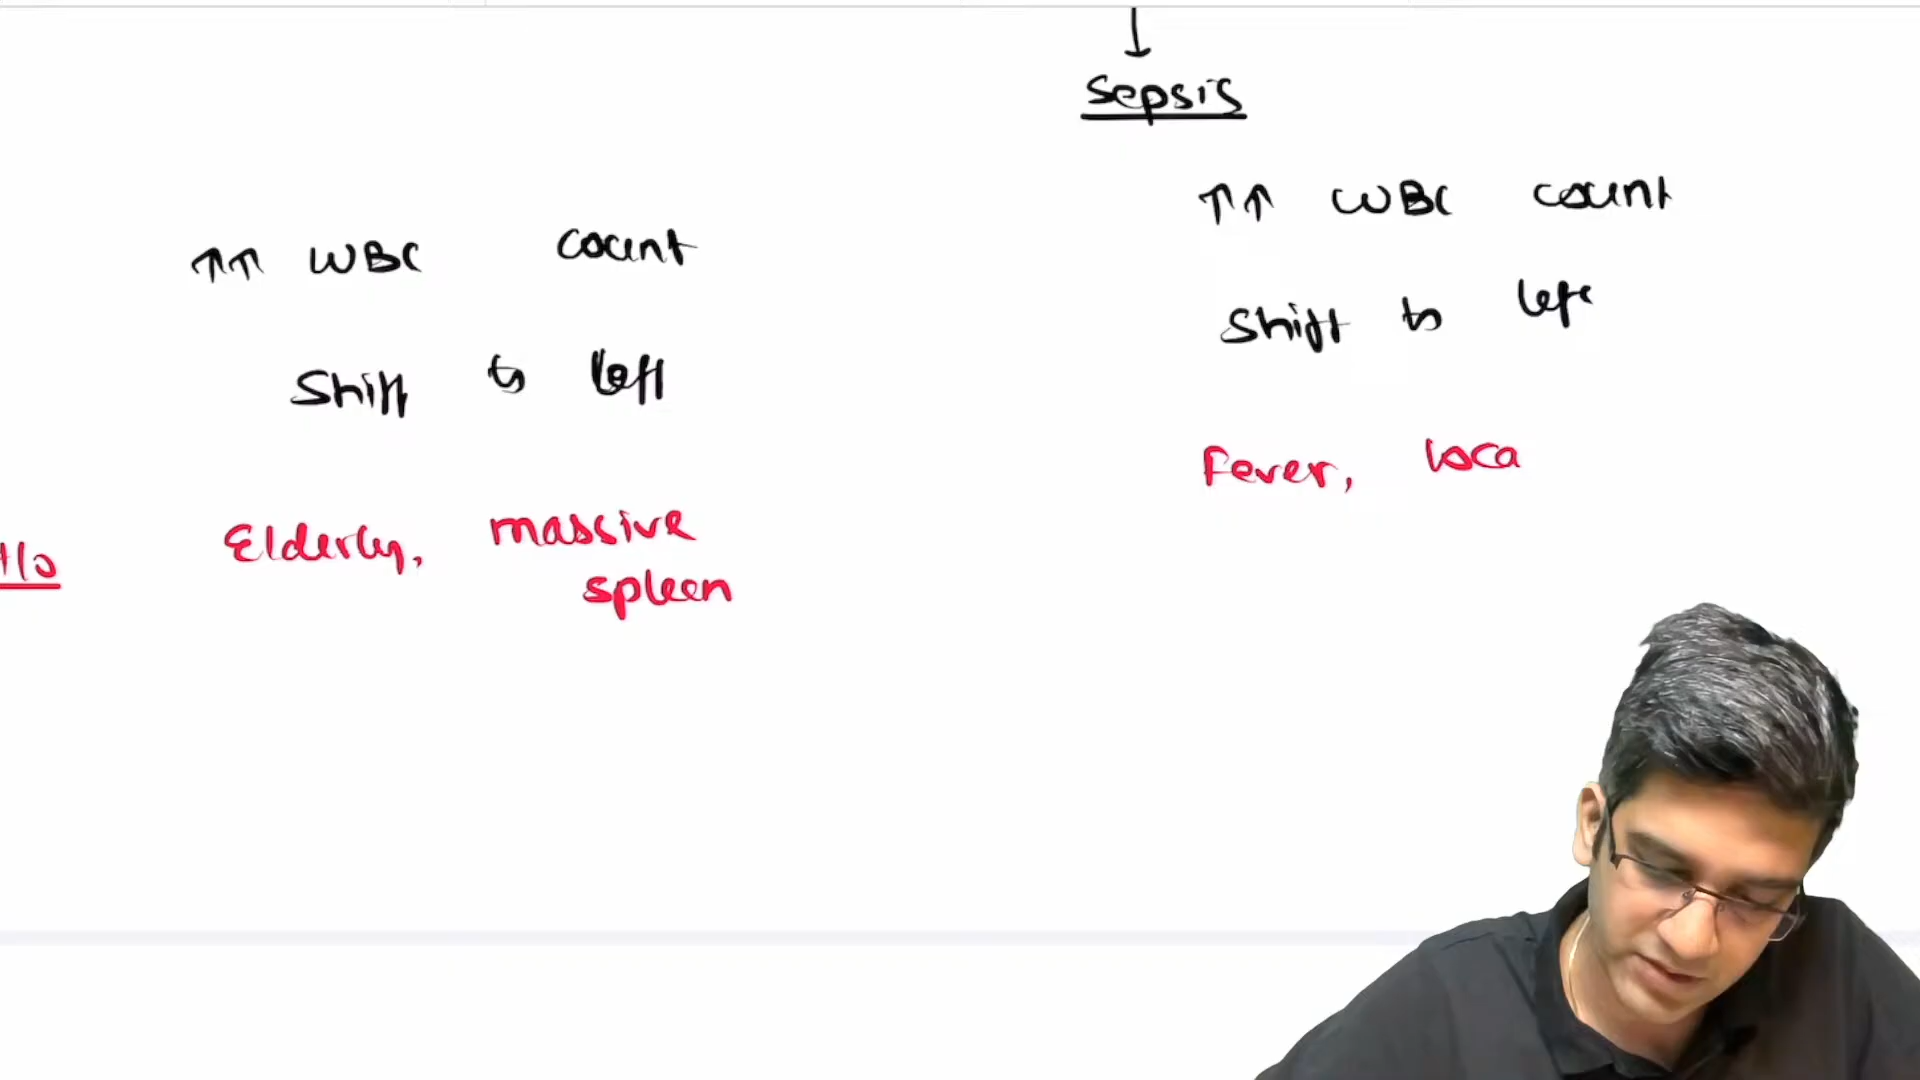 Sepsis
↑↑ WBC count
↑↑ WBC count
Shift to left
Shift to left
Fever, loca
H/o
Elderly, massive
spleen